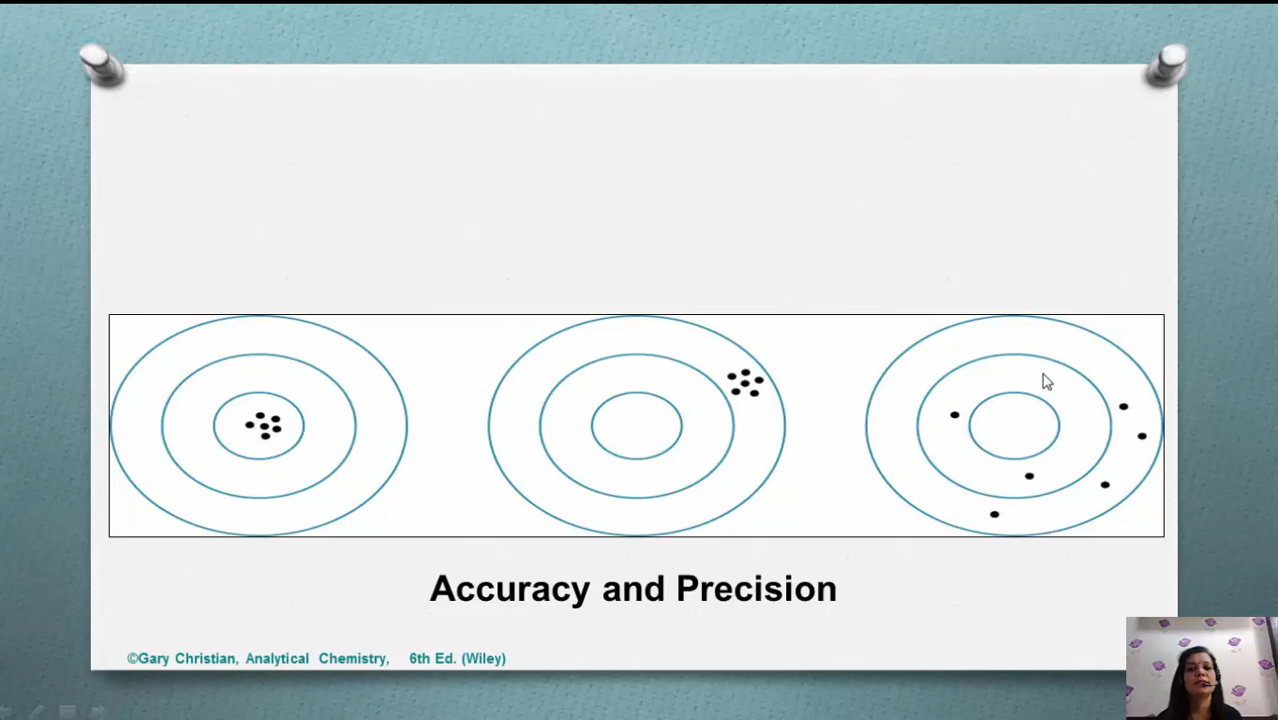 Accuracy and Precision
©Gary Christian, Analytical Chemistry, 6th Ed. (Wiley)